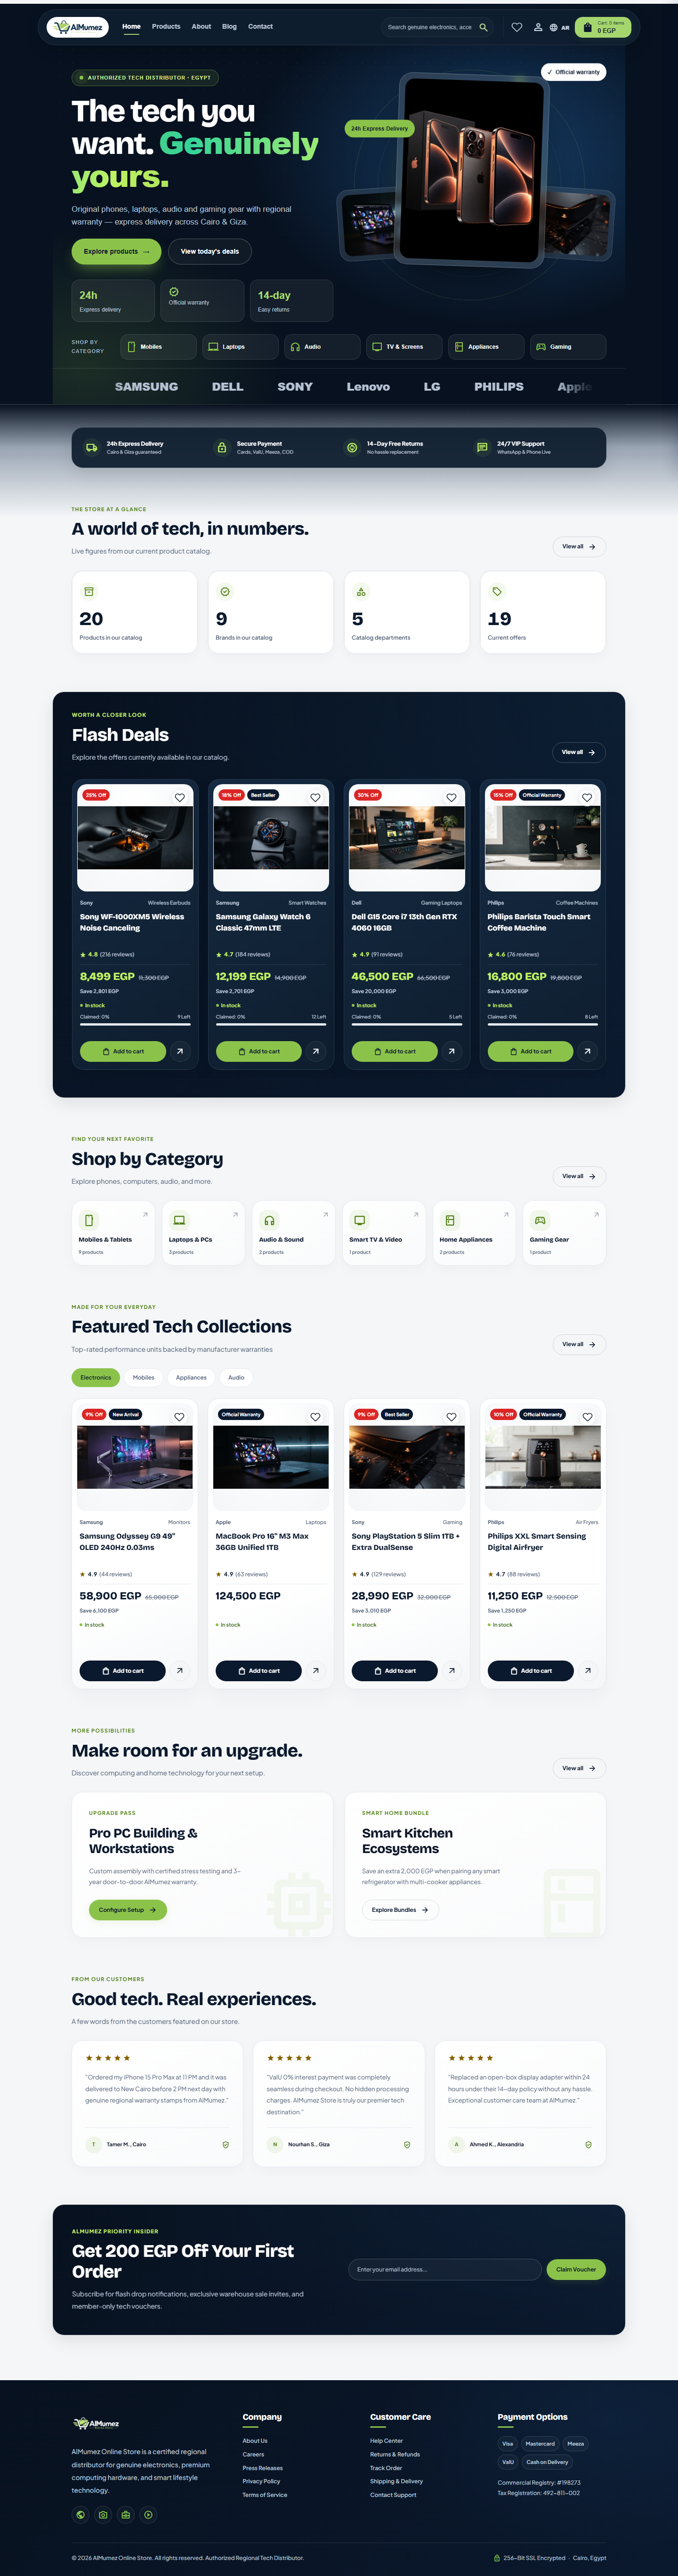 AlMumez
Home
Products
About
Blog
Contact
Search genuine electronics, acce
AR
Cart: 0 items
0 EGP
AUTHORIZED TECH DISTRIBUTOR · EGYPT
The tech you
want. Genuinely
yours.
Original phones, laptops, audio and gaming gear with regional
warranty — express delivery across Cairo & Giza.
Explore products →
View today's deals
✓ Official warranty
24h Express Delivery
24h
Express delivery
Official warranty
14-day
Easy returns
SHOP BY
CATEGORY
Mobiles
Laptops
Audio
TV & Screens
Appliances
Gaming
SAMSUNG
DELL
SONY
Lenovo
LG
PHILIPS
Apple
24h Express Delivery
Cairo & Giza guaranteed
Secure Payment
Cards, ValU, Meeza, COD
14-Day Free Returns
No hassle replacement
24/7 VIP Support
WhatsApp & Phone Live
THE STORE AT A GLANCE
A world of tech, in numbers.
Live figures from our current product catalog.
View all →
20
Products in our catalog
9
Brands in our catalog
5
Catalog departments
19
Current offers
WORTH A CLOSER LOOK
Flash Deals
Explore the offers currently available in our catalog.
View all →
25% Off
Sony
Wireless Earbuds
Sony WF-1000XM5 Wireless
Noise Canceling
★ 4.8 (216 reviews)
8,499 EGP 11,300 EGP
Save 2,801 EGP
In stock
Claimed: 0%
9 Left
Add to cart
18% Off
Best Seller
Samsung
Smart Watches
Samsung Galaxy Watch 6
Classic 47mm LTE
★ 4.7 (184 reviews)
12,199 EGP 14,900 EGP
Save 2,701 EGP
In stock
Claimed: 0%
12 Left
Add to cart
30% Off
Dell
Gaming Laptops
Dell G15 Core i7 13th Gen RTX
4060 16GB
★ 4.9 (91 reviews)
46,500 EGP 66,500 EGP
Save 20,000 EGP
In stock
Claimed: 0%
5 Left
Add to cart
15% Off
Official Warranty
Philips
Coffee Machines
Philips Barista Touch Smart
Coffee Machine
★ 4.6 (76 reviews)
16,800 EGP 19,800 EGP
Save 3,000 EGP
In stock
Claimed: 0%
8 Left
Add to cart
FIND YOUR NEXT FAVORITE
Shop by Category
Explore phones, computers, audio, and more.
View all →
Mobiles & Tablets
9 products
Laptops & PCs
3 products
Audio & Sound
2 products
Smart TV & Video
1 product
Home Appliances
2 products
Gaming Gear
1 product
MADE FOR YOUR EVERYDAY
Featured Tech Collections
Top-rated performance units backed by manufacturer warranties
View all →
Electronics
Mobiles
Appliances
Audio
9% Off
New Arrival
Samsung
Monitors
Samsung Odyssey G9 49"
OLED 240Hz 0.03ms
★ 4.9 (44 reviews)
58,900 EGP 65,000 EGP
Save 6,100 EGP
In stock
Add to cart
Official Warranty
Apple
Laptops
MacBook Pro 16" M3 Max
36GB Unified 1TB
★ 4.9 (63 reviews)
124,500 EGP
In stock
Add to cart
9% Off
Best Seller
Sony
Gaming
Sony PlayStation 5 Slim 1TB +
Extra DualSense
★ 4.9 (129 reviews)
28,990 EGP 32,000 EGP
Save 3,010 EGP
In stock
Add to cart
10% Off
Official Warranty
Philips
Air Fryers
Philips XXL Smart Sensing
Digital Airfryer
★ 4.7 (88 reviews)
11,250 EGP 12,500 EGP
Save 1,250 EGP
In stock
Add to cart
MORE POSSIBILITIES
Make room for an upgrade.
Discover computing and home technology for your next setup.
View all →
UPGRADE PASS
Pro PC Building &
Workstations
Custom assembly with certified stress testing and 3-
year door-to-door AlMumez warranty.
Configure Setup →
SMART HOME BUNDLE
Smart Kitchen
Ecosystems
Save an extra 2,000 EGP when pairing any smart
refrigerator with multi-cooker appliances.
Explore Bundles →
FROM OUR CUSTOMERS
Good tech. Real experiences.
A few words from the customers featured on our store.
★★★★★
"Ordered my iPhone 15 Pro Max at 11 PM and it was
delivered to New Cairo before 2 PM next day with
genuine regional warranty stamps from AlMumez."
T
Tamer M., Cairo
★★★★★
"ValU 0% interest payment was completely
seamless during checkout. No hidden processing
charges. AlMumez Store is truly our premier tech
destination."
N
Nourhan S., Giza
★★★★★
"Replaced an open-box display adapter within 24
hours under their 14-day policy without any hassle.
Exceptional customer care team at AlMumez."
A
Ahmed K., Alexandria
ALMUMEZ PRIORITY INSIDER
Get 200 EGP Off Your First
Order
Subscribe for flash drop notifications, exclusive warehouse sale invites, and
member-only tech vouchers.
Enter your email address...
Claim Voucher
AlMumez
AlMumez Online Store is a certified regional
distributor for genuine electronics, premium
computing hardware, and smart lifestyle
technology.
Company
About Us
Careers
Press Releases
Privacy Policy
Terms of Service
Customer Care
Help Center
Returns & Refunds
Track Order
Shipping & Delivery
Contact Support
Payment Options
Visa
Mastercard
Meeza
ValU
Cash on Delivery
Commercial Registry: #198273
Tax Registration: 492-811-002
© 2026 AlMumez Online Store. All rights reserved. Authorized Regional Tech Distributor.
256-Bit SSL Encrypted · Cairo, Egypt